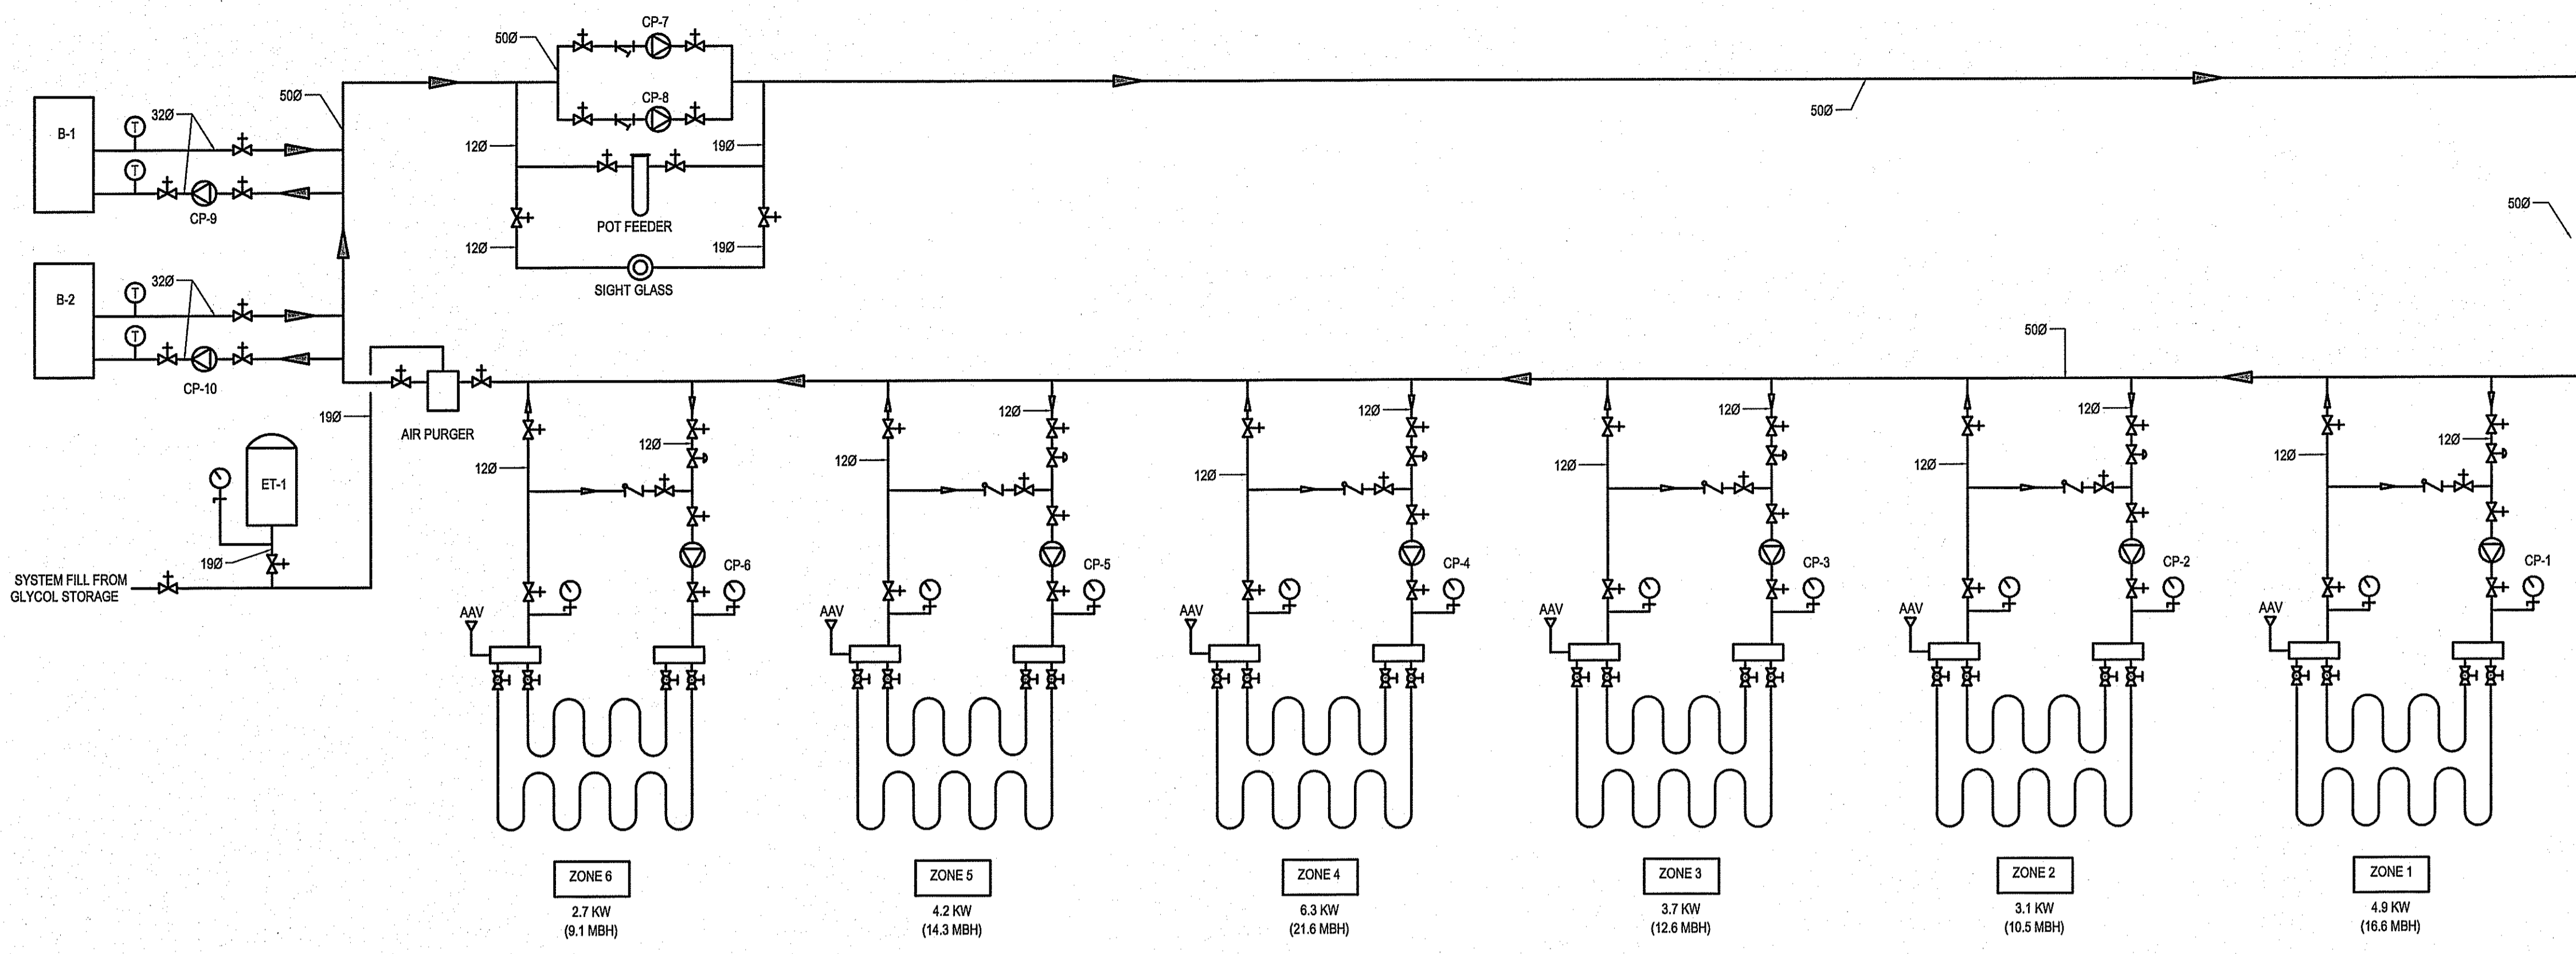 CP-7
50Ø
CP-8
50Ø
50Ø
B-1
T
32Ø
T
CP-9
12Ø
19Ø
POT FEEDER
12Ø
19Ø
SIGHT GLASS
50Ø
B-2
T
32Ø
T
CP-10
50Ø
19Ø
AIR PURGER
ET-1
19Ø
SYSTEM FILL FROM
GLYCOL STORAGE
12Ø
12Ø
CP-6
AAV
12Ø
12Ø
CP-5
AAV
12Ø
12Ø
CP-4
AAV
12Ø
12Ø
CP-3
AAV
12Ø
12Ø
CP-2
AAV
12Ø
12Ø
CP-1
AAV
ZONE 6
2.7 KW
(9.1 MBH)
ZONE 5
4.2 KW
(14.3 MBH)
ZONE 4
6.3 KW
(21.6 MBH)
ZONE 3
3.7 KW
(12.6 MBH)
ZONE 2
3.1 KW
(10.5 MBH)
ZONE 1
4.9 KW
(16.6 MBH)